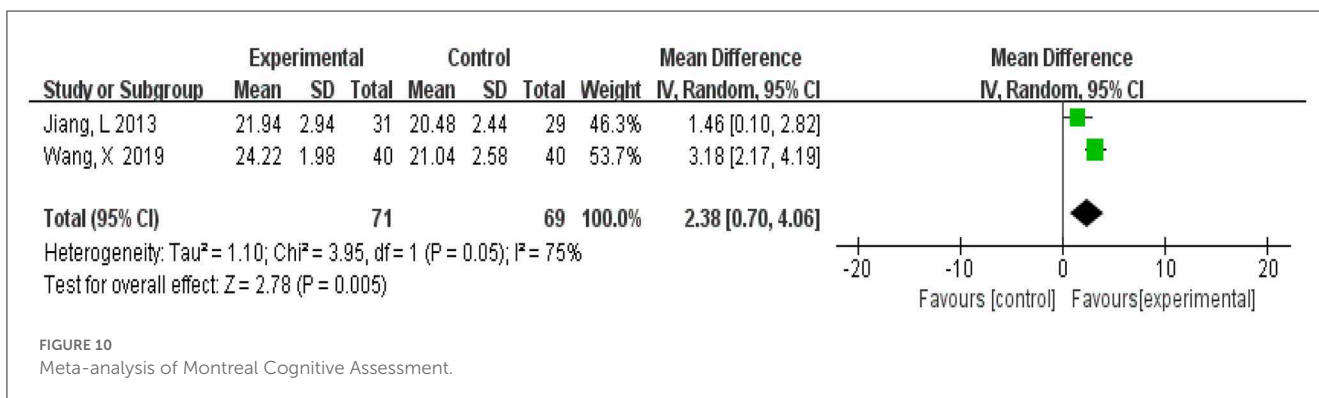 Experimental Control Mean Difference Mean Difference
Study or Subgroup Mean SD Total Mean SD Total Weight IV, Random, 95% CI IV, Random, 95% CI
Jiang, L 2013 21.94 2.94 31 20.48 2.44 29 46.3% 1.46 [0.10, 2.82]
Wang, X 2019 24.22 1.98 40 21.04 2.58 40 53.7% 3.18 [2.17, 4.19]
Total (95% CI) 71 69 100.0% 2.38 [0.70, 4.06]
Heterogeneity: Tau² = 1.10; Chi² = 3.95, df = 1 (P = 0.05); I² = 75%
Test for overall effect: Z = 2.78 (P = 0.005)
-20 -10 0 10 20
Favours [control] Favours[experimental]
FIGURE 10
Meta-analysis of Montreal Cognitive Assessment.